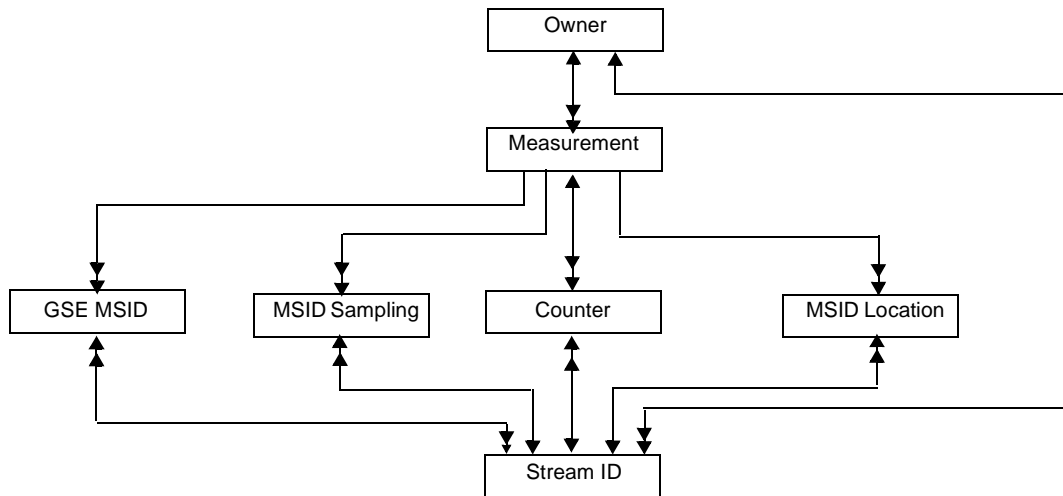 Owner
Measurement
GSE MSID
MSID Sampling
Counter
MSID Location
Stream ID